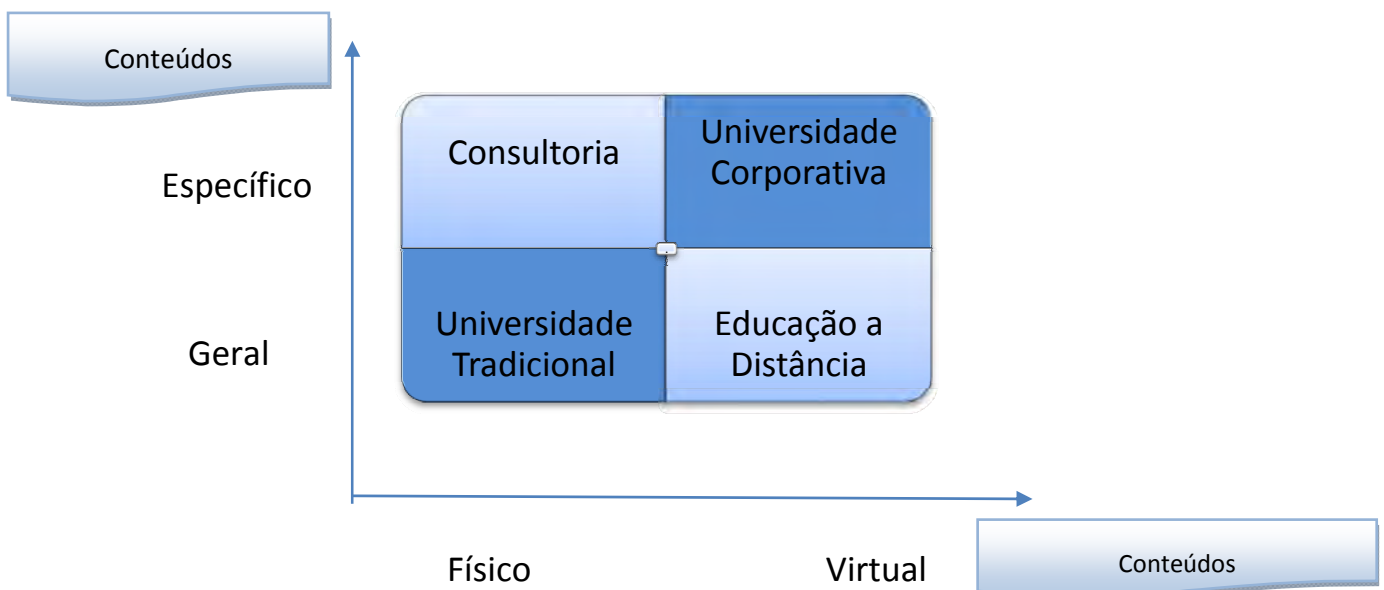 Conteúdos
Consultoria
Universidade
Corporativa
Específico
Universidade
Tradicional
Educação a
Distância
Geral
Físico
Virtual
Conteúdos